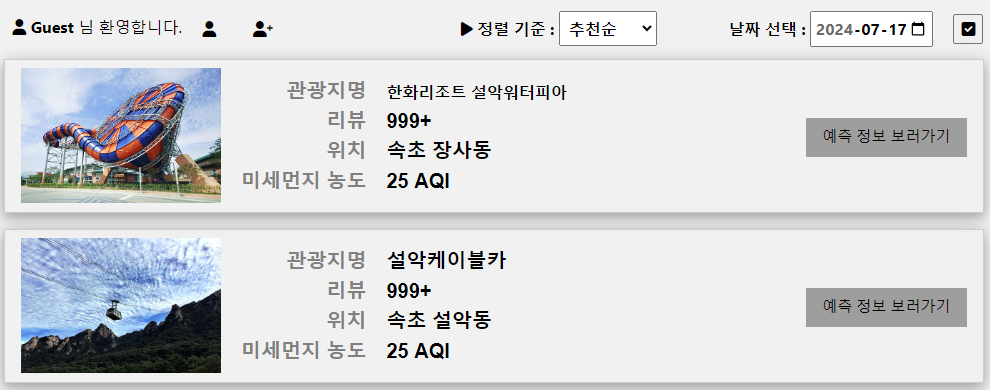 Guest 님 환영합니다. ▶ 정렬 기준 : 추천순 날짜 선택 : 2024-07-17
관광지명 한화리조트 설악워터피아
리뷰 999+
위치 속초 장사동
미세먼지 농도 25 AQI
예측 정보 보러가기
관광지명 설악케이블카
리뷰 999+
위치 속초 설악동
미세먼지 농도 25 AQI
예측 정보 보러가기